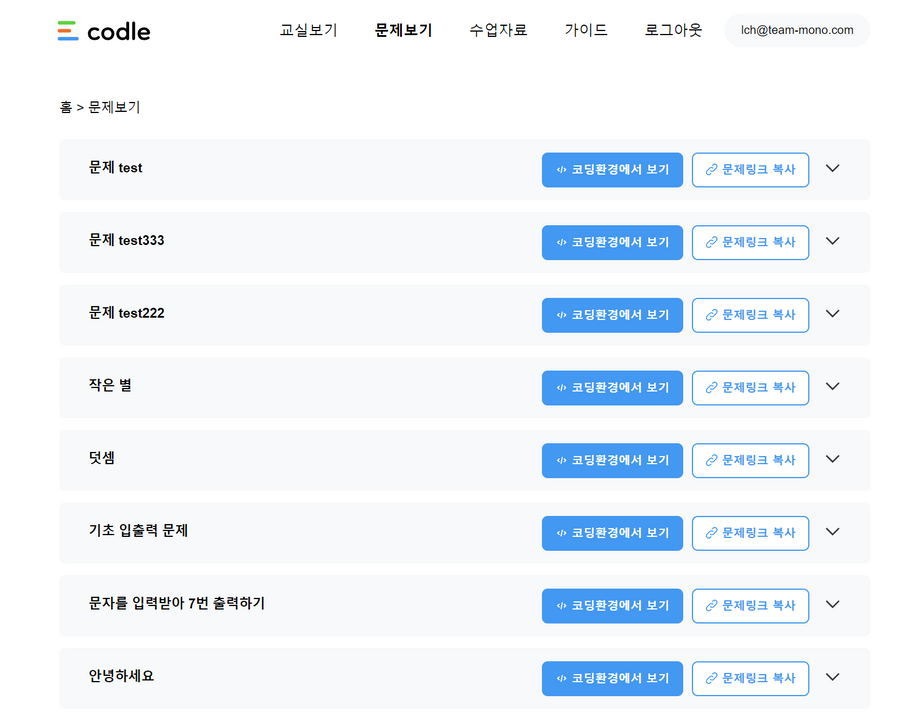 codle 교실보기 문제보기 수업자료 가이드 로그아웃 lch@team-mono.com
홈 > 문제보기
문제 test </> 코딩환경에서 보기 문제링크 복사
문제 test333 </> 코딩환경에서 보기 문제링크 복사
문제 test222 </> 코딩환경에서 보기 문제링크 복사
작은 별 </> 코딩환경에서 보기 문제링크 복사
덧셈 </> 코딩환경에서 보기 문제링크 복사
기초 입출력 문제 </> 코딩환경에서 보기 문제링크 복사
문자를 입력받아 7번 출력하기 </> 코딩환경에서 보기 문제링크 복사
안녕하세요 </> 코딩환경에서 보기 문제링크 복사